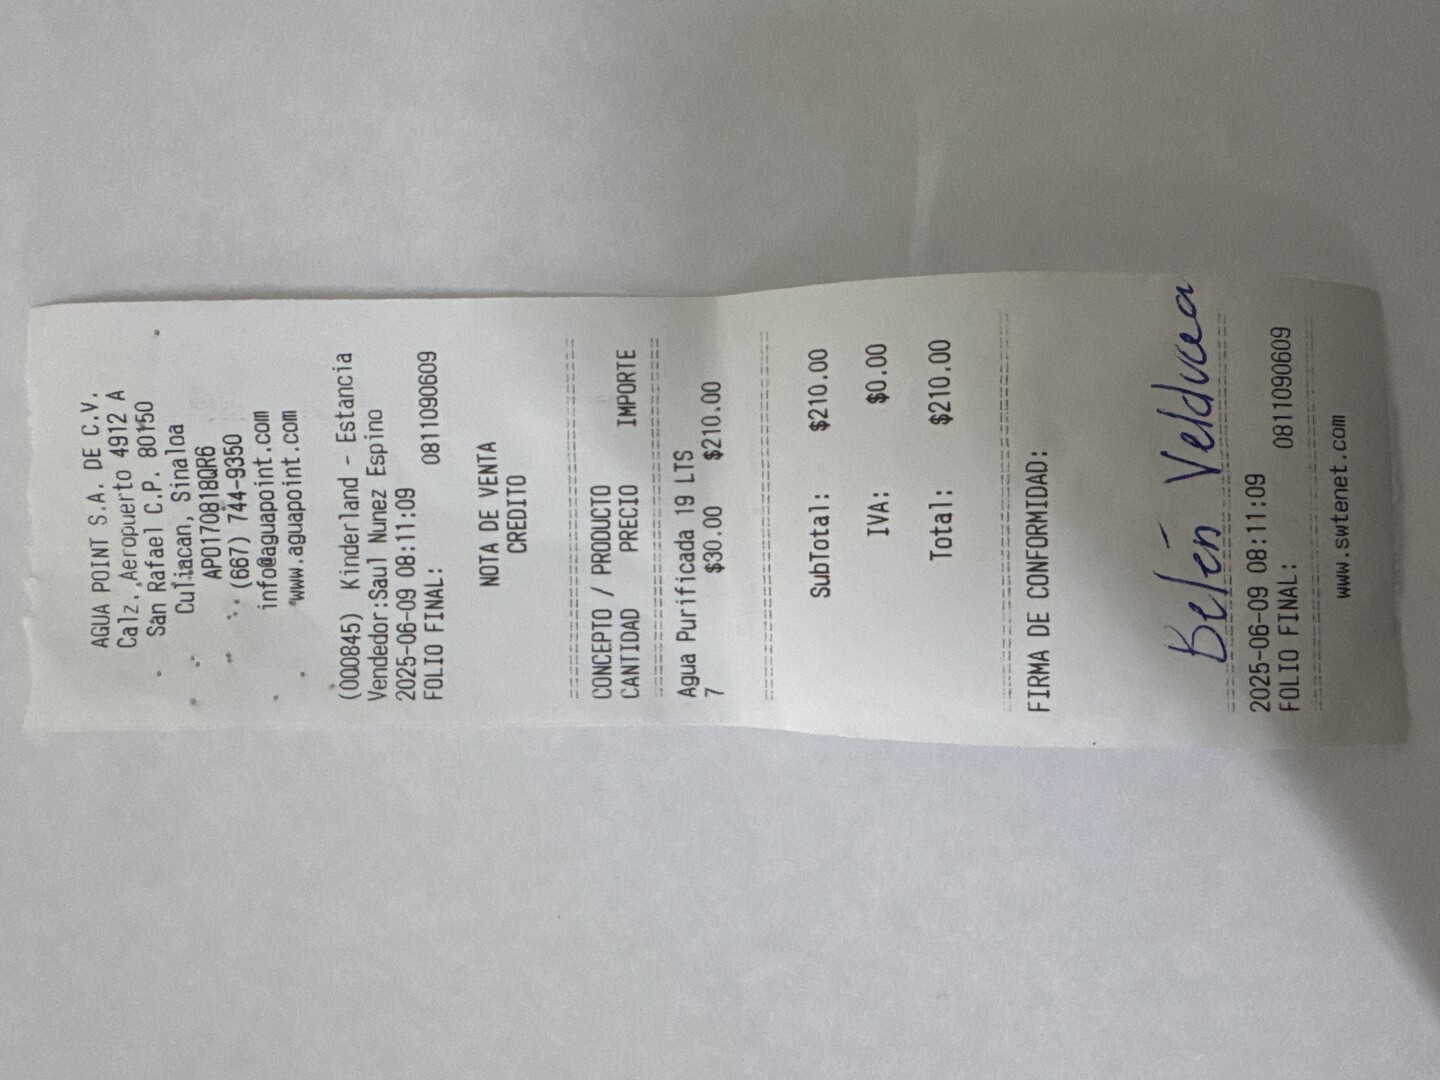 AGUA POINT S.A. DE C.V.
Calz. Aeropuerto 4912 A
San Rafael C.P. 80150
Culiacan, Sinaloa
APO170818QR6
(667) 744-9350
info@aguapoint.com
www.aguapoint.com
(000845) Kinderland - Estancia
Vendedor:Saul Nunez Espino
2025-06-09 08:11:09
FOLIO FINAL: 0811090609
NOTA DE VENTA
CREDITO
CONCEPTO / PRODUCTO
CANTIDAD PRECIO IMPORTE
Agua Purificada 19 LTS
7 $30.00 $210.00
SubTotal: $210.00
IVA: $0.00
Total: $210.00
FIRMA DE CONFORMIDAD:
Belén
2025-06-09 08:11:09
FOLIO FINAL: 0811090609
www.swtenet.com